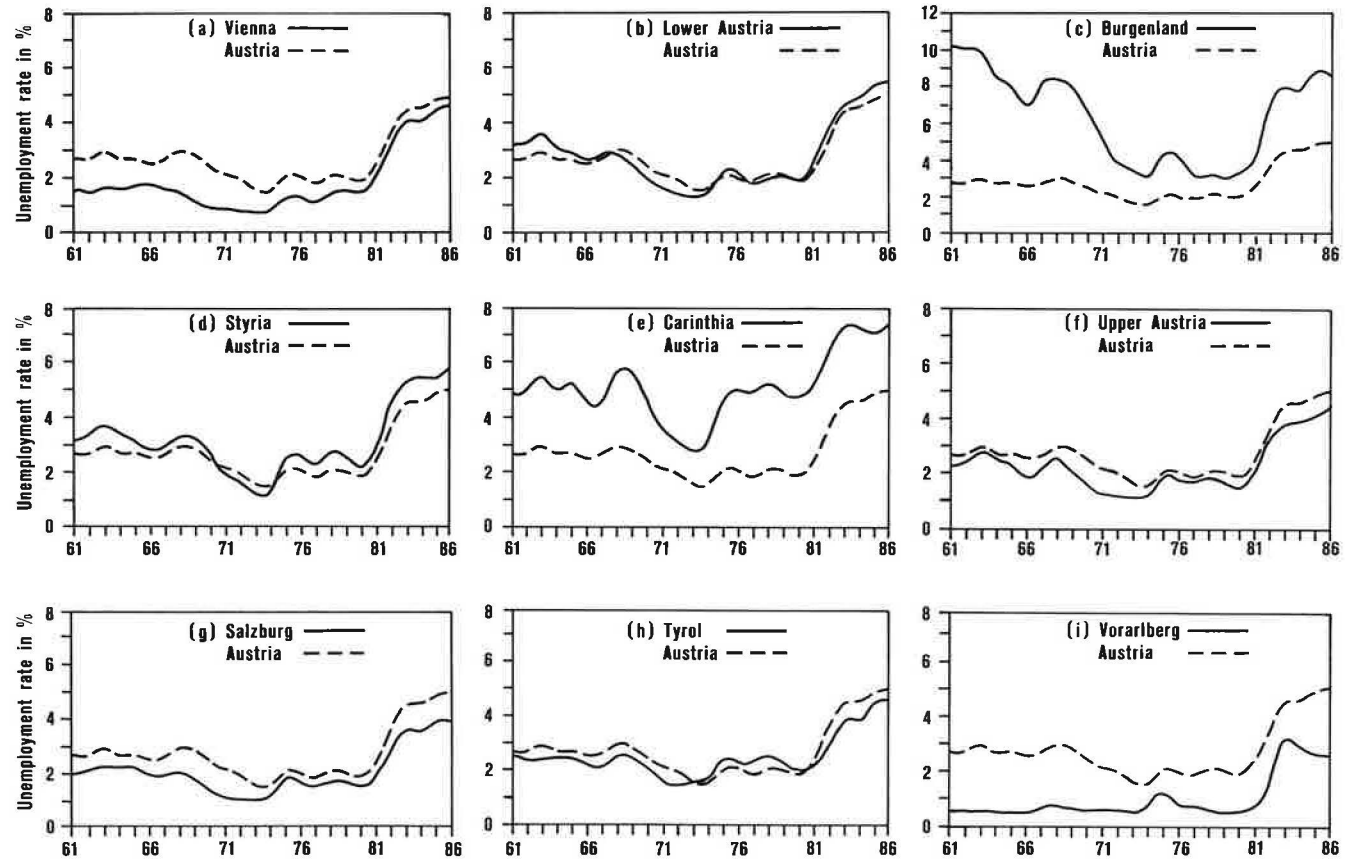 Unemployment rate in %
8
6
4
2
0
(a) Vienna
Austria
61 66 71 76 81 86
8
6
4
2
0
(b) Lower Austria
Austria
61 66 71 76 81 86
12
10
8
6
4
2
0
(c) Burgenland
Austria
61 66 71 76 81 86
Unemployment rate in %
8
6
4
2
0
(d) Styria
Austria
61 66 71 76 81 86
8
6
4
2
0
(e) Carinthia
Austria
61 66 71 76 81 86
8
6
4
2
0
(f) Upper Austria
Austria
61 66 71 76 81 86
Unemployment rate in %
8
6
4
2
0
(g) Salzburg
Austria
61 66 71 76 81 86
8
6
4
2
0
(h) Tyrol
Austria
61 66 71 76 81 86
8
6
4
2
0
(i) Vorarlberg
Austria
61 66 71 76 81 86